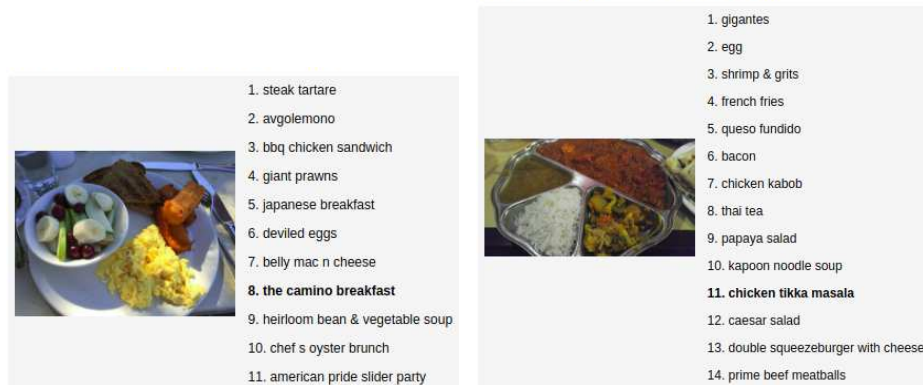 1. steak tartare
2. avgolemono
3. bbq chicken sandwich
4. giant prawns
5. japanese breakfast
6. deviled eggs
7. belly mac n cheese
8. the camino breakfast
9. heirloom bean & vegetable soup
10. chef s oyster brunch
11. american pride slider party
1. gigantes
2. egg
3. shrimp & grits
4. french fries
5. queso fundido
6. bacon
7. chicken kabob
8. thai tea
9. papaya salad
10. kapoon noodle soup
11. chicken tikka masala
12. caesar salad
13. double squeezeburger with cheese
14. prime beef meatballs